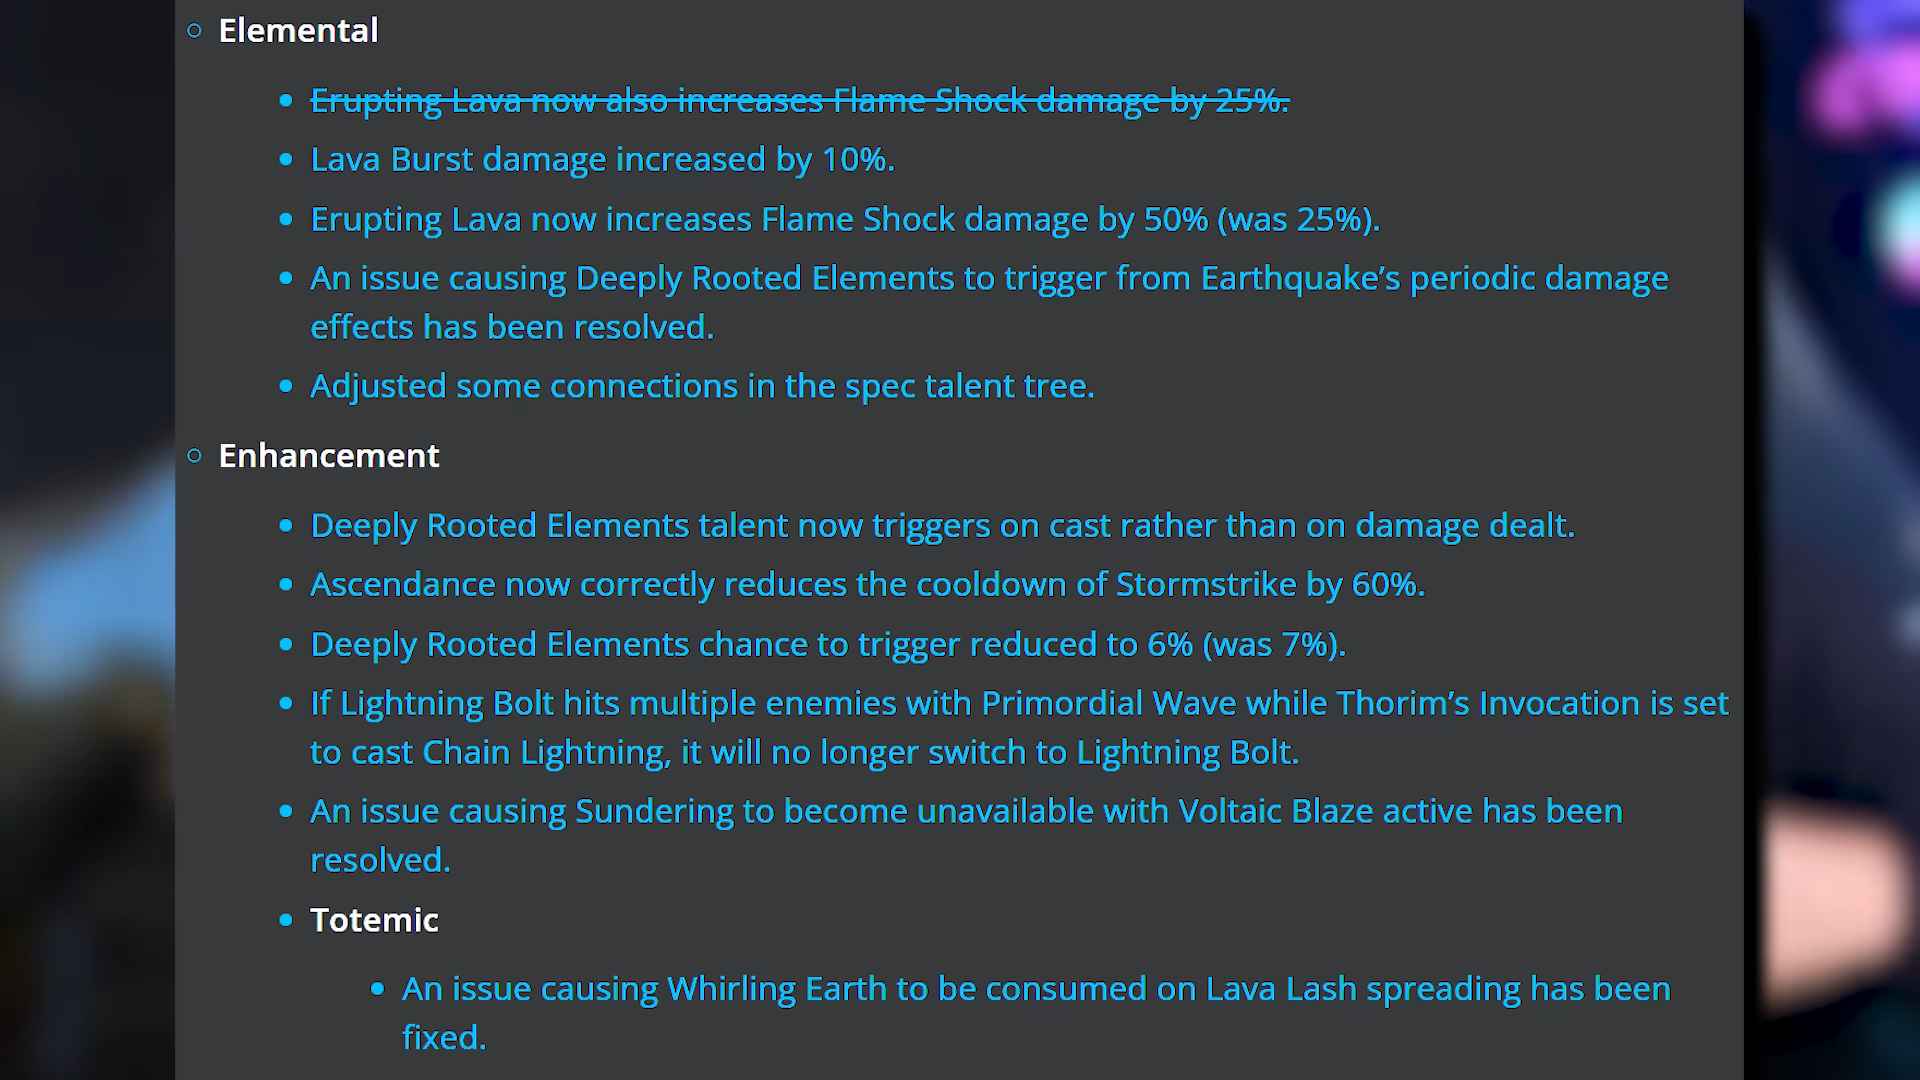 Elemental
Erupting Lava now also increases Flame Shock damage by 25%.
Lava Burst damage increased by 10%.
Erupting Lava now increases Flame Shock damage by 50% (was 25%).
An issue causing Deeply Rooted Elements to trigger from Earthquake’s periodic damage
effects has been resolved.
Adjusted some connections in the spec talent tree.
Enhancement
Deeply Rooted Elements talent now triggers on cast rather than on damage dealt.
Ascendance now correctly reduces the cooldown of Stormstrike by 60%.
Deeply Rooted Elements chance to trigger reduced to 6% (was 7%).
If Lightning Bolt hits multiple enemies with Primordial Wave while Thorim’s Invocation is set
to cast Chain Lightning, it will no longer switch to Lightning Bolt.
An issue causing Sundering to become unavailable with Voltaic Blaze active has been
resolved.
Totemic
An issue causing Whirling Earth to be consumed on Lava Lash spreading has been
fixed.